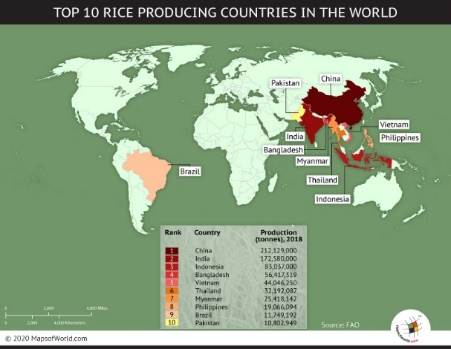 TOP 10 RICE PRODUCING COUNTRIES IN THE WORLD
China
Pakistan
Vietnam
India
Philippines
Bangladesh
Myanmar
Brazil
Thailand
Indonesia
Rank Country Production (tonnes), 2018
1 China 212,129,000
2 India 172,580,000
3 Indonesia 83,037,000
4 Bangladesh 56,417,319
5 Vietnam 44,046,250
6 Thailand 32,192,087
7 Myanmar 25,418,142
8 Philippines 19,066,094
9 Brazil 11,749,192
10 Pakistan 10,802,949
Source: FAO
© 2020 MapsofWorld.com